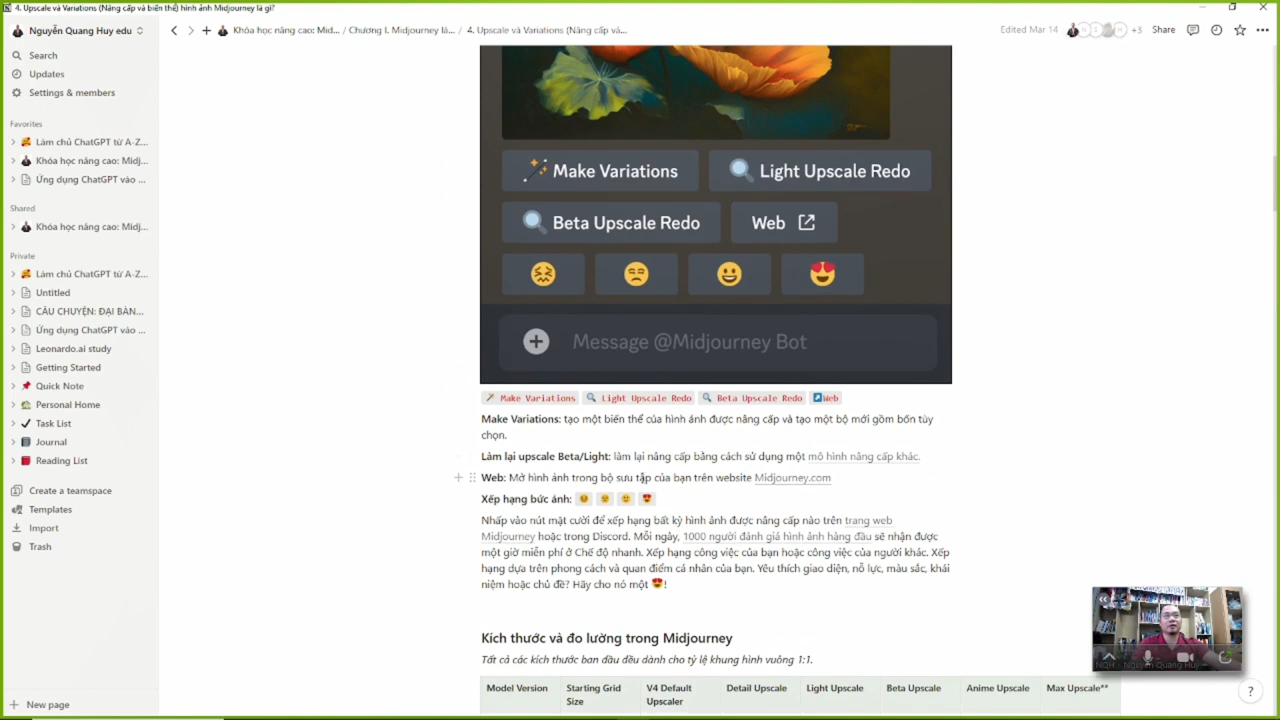 4. Upscale và Variations (Nâng cấp và biến thể) hình ảnh Midjourney là gì?
Nguyễn Quang Huy edu
Khóa học nâng cao: Mid... / Chương I. Midjourney là... / 4. Upscale và Variations (Nâng cấp và...
Edited Mar 14
+3
Share
Search
Updates
Settings & members
Favorites
Làm chủ ChatGPT từ A-Z...
Khóa học nâng cao: Midj...
Ứng dụng ChatGPT vào ...
Shared
Khóa học nâng cao: Midj...
Private
Làm chủ ChatGPT từ A-Z...
Untitled
CÂU CHUYỆN: ĐẠI BÀN...
Ứng dụng ChatGPT vào ...
Leonardo.ai study
Getting Started
Quick Note
Personal Home
Task List
Journal
Reading List
Create a teamspace
Templates
Import
Trash
New page
Make Variations
Light Upscale Redo
Beta Upscale Redo
Web
Message @Midjourney Bot
Make Variations Light Upscale Redo Beta Upscale Redo Web
Make Variations: tạo một biến thể của hình ảnh được nâng cấp và tạo một bộ mới gồm bốn tùy
chọn.
Làm lại upscale Beta/Light: làm lại nâng cấp bằng cách sử dụng một mô hình nâng cấp khác.
Web: Mở hình ảnh trong bộ sưu tập của bạn trên website Midjourney.com
Xếp hạng bức ảnh: 😖 😒 😀 😍
Nhấp vào nút mặt cười để xếp hạng bất kỳ hình ảnh được nâng cấp nào trên trang web
Midjourney hoặc trong Discord. Mỗi ngày, 1000 người đánh giá hình ảnh hàng đầu sẽ nhận được
một giờ miễn phí ở Chế độ nhanh. Xếp hạng công việc của bạn hoặc công việc của người khác. Xếp
hạng dựa trên phong cách và quan điểm cá nhân của bạn. Yêu thích giao diện, nỗ lực, màu sắc, khái
niệm hoặc chủ đề? Hãy cho nó một 😍!
Kích thước và đo lường trong Midjourney
Tất cả các kích thước ban đầu đều dành cho tỷ lệ khung hình vuông 1:1.
Model Version
Starting Grid
Size
V4 Default
Upscaler
Detail Upscale
Light Upscale
Beta Upscale
Anime Upscale
Max Upscale**
NQH - Nguyễn Quang Huy
?